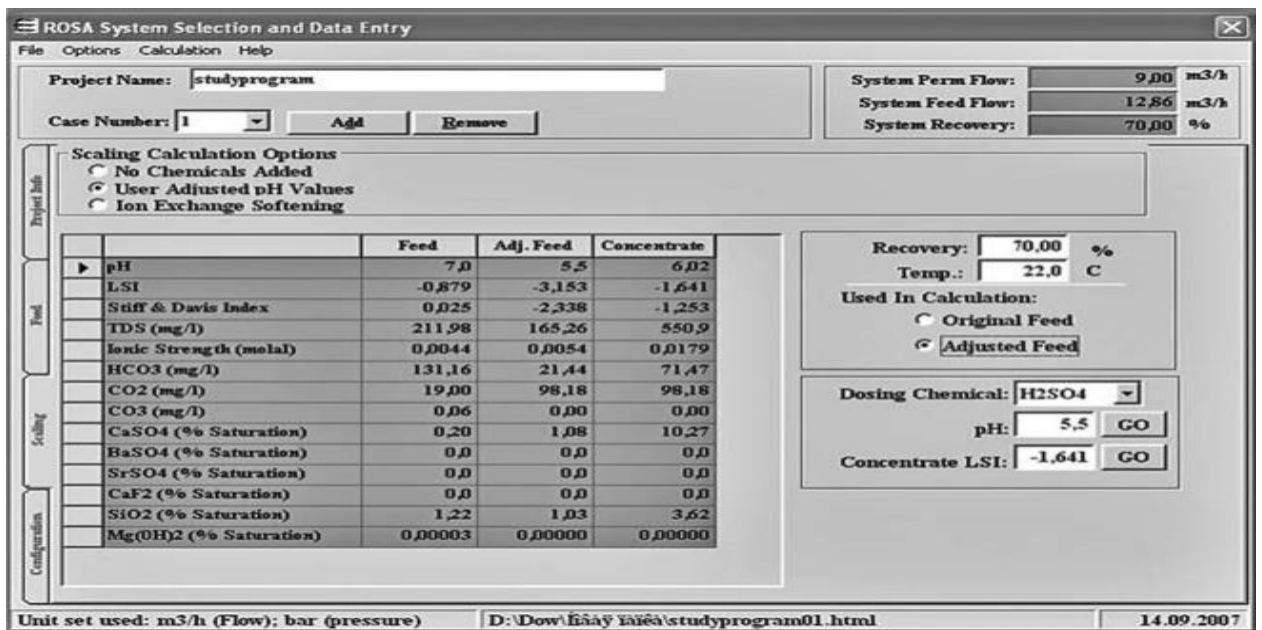 ROSA System Selection and Data Entry
File Options Calculation Help
Project Name: studyprogram
System Perm Flow: 9,00 m3/h
System Feed Flow: 12,86 m3/h
Case Number: 1 Add Remove
System Recovery: 70,00 %
Project Info
Feed
Scaling
Configuration
Scaling Calculation Options
No Chemicals Added
User Adjusted pH Values
Ion Exchange Softening
Feed Adj. Feed Concentrate
pH 7,0 5,5 6,02
LSI -0,879 -3,153 -1,641
Stiff & Davis Index 0,025 -2,338 -1,253
TDS (mg/l) 211,98 165,26 550,9
Ionic Strength (molal) 0,0044 0,0054 0,0179
HCO3 (mg/l) 131,16 21,44 71,47
CO2 (mg/l) 19,00 98,18 98,18
CO3 (mg/l) 0,06 0,00 0,00
CaSO4 (% Saturation) 0,20 1,08 10,27
BaSO4 (% Saturation) 0,0 0,0 0,0
SrSO4 (% Saturation) 0,0 0,0 0,0
CaF2 (% Saturation) 0,0 0,0 0,0
SiO2 (% Saturation) 1,22 1,03 3,62
Mg(OH)2 (% Saturation) 0,00003 0,00000 0,00000
Recovery: 70,00 %
Temp.: 22,0 C
Used In Calculation:
Original Feed
Adjusted Feed
Dosing Chemical: H2SO4
pH: 5,5 GO
Concentrate LSI: -1,641 GO
Unit set used: m3/h (Flow); bar (pressure)
D:\Dow\ \studyprogram01.html
14.09.2007